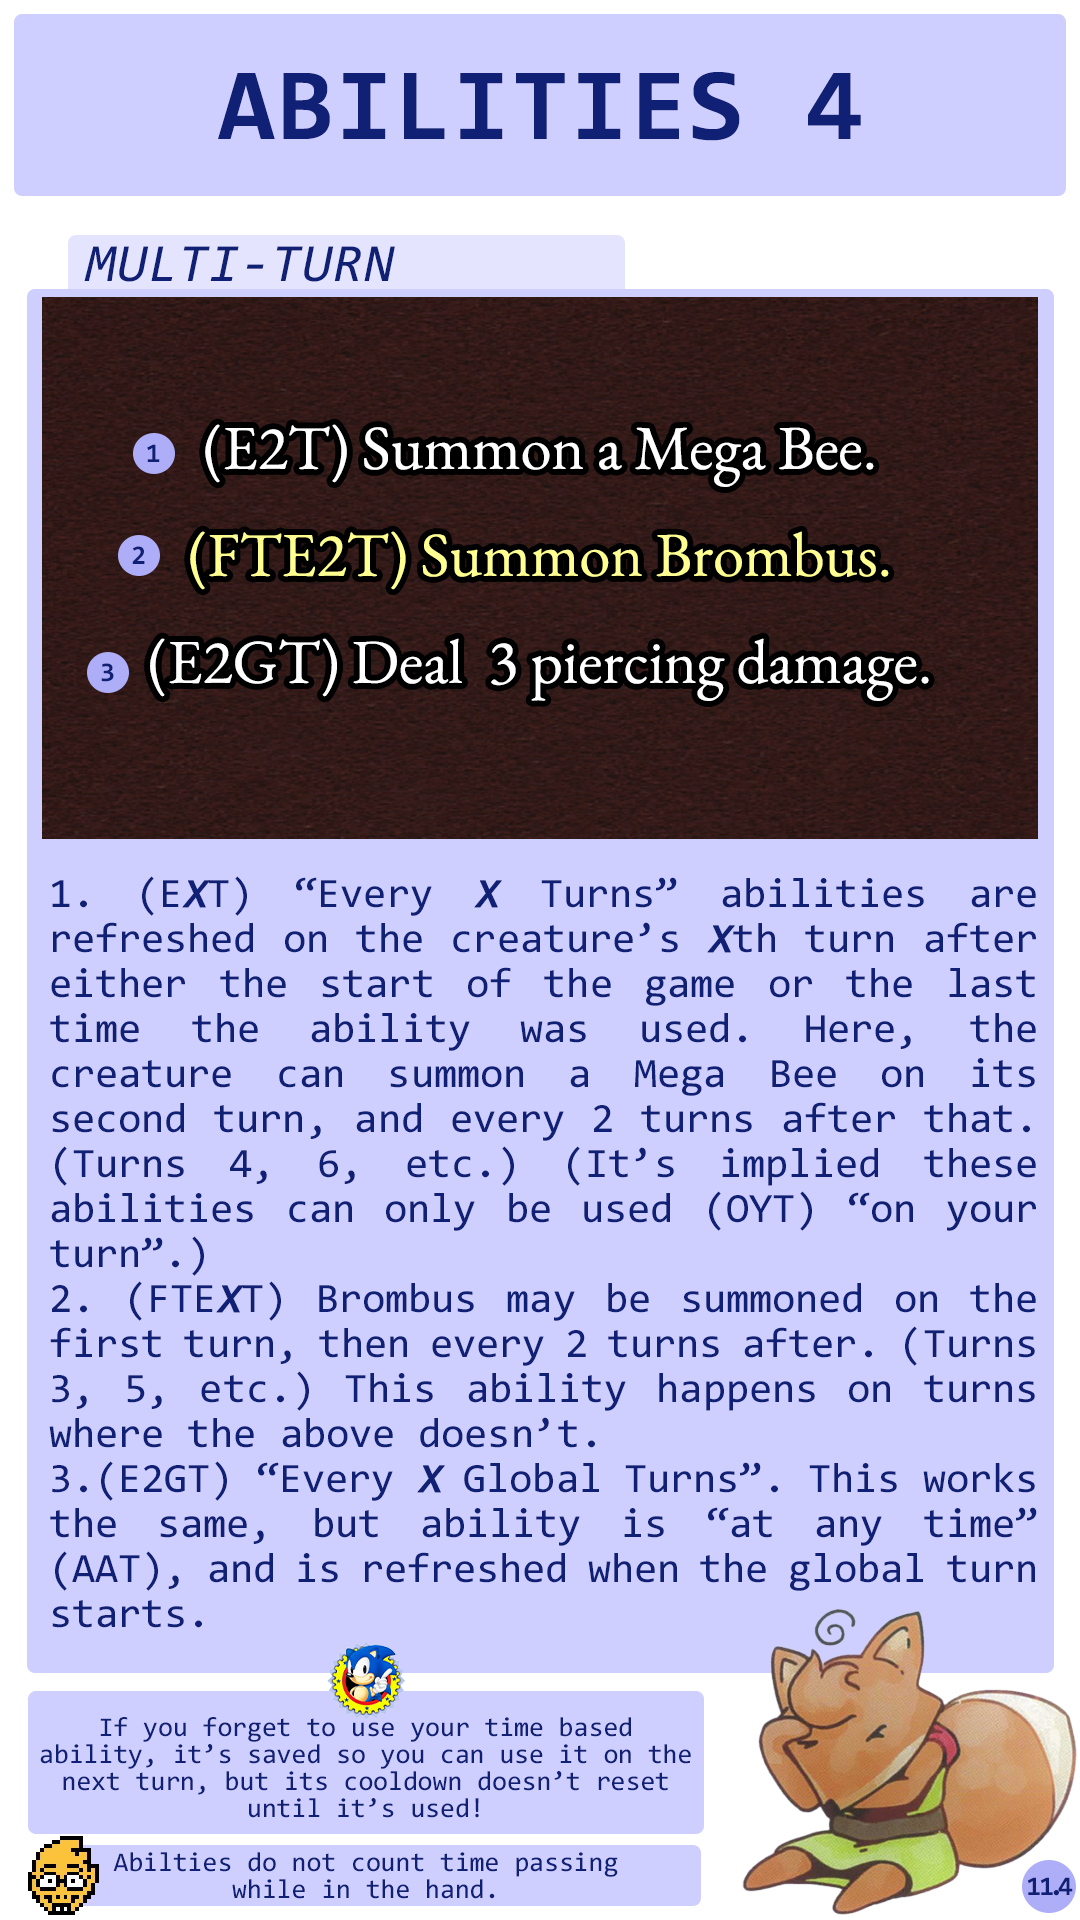 ABILITIES 4
MULTI-TURN
1 (E2T) Summon a Mega Bee.
2 (FTE2T) Summon Brombus.
3 (E2GT) Deal 3 piercing damage.
1. (EXT) “Every X Turns” abilities are
refreshed on the creature’s Xth turn after
either the start of the game or the last
time the ability was used. Here, the
creature can summon a Mega Bee on its
second turn, and every 2 turns after that.
(Turns 4, 6, etc.) (It’s implied these
abilities can only be used (OYT) “on your
turn”.)
2. (FTEXT) Brombus may be summoned on the
first turn, then every 2 turns after. (Turns
3, 5, etc.) This ability happens on turns
where the above doesn’t.
3.(E2GT) “Every X Global Turns”. This works
the same, but ability is “at any time”
(AAT), and is refreshed when the global turn
starts.
If you forget to use your time based
ability, it’s saved so you can use it on the
next turn, but its cooldown doesn’t reset
until it’s used!
Abilties do not count time passing
while in the hand.
11.4